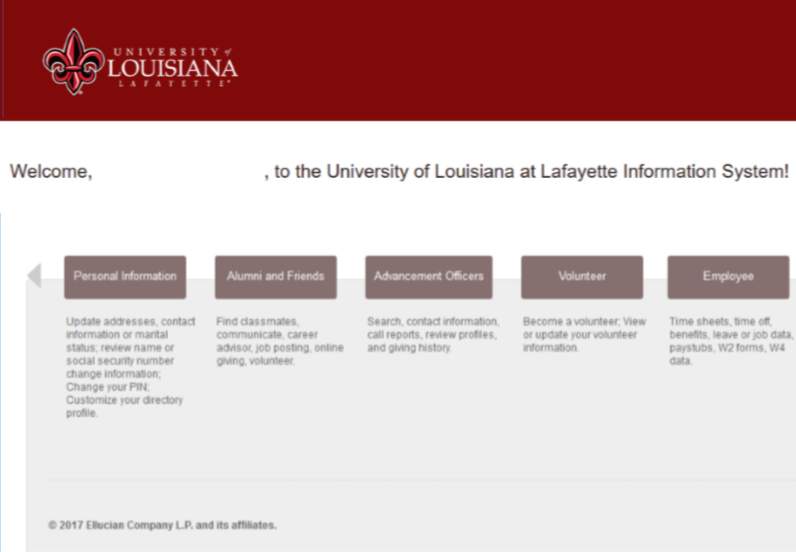 UNIVERSITY of
LOUISIANA
LAFAYETTE
Welcome, , to the University of Louisiana at Lafayette Information System!
Personal Information
Alumni and Friends
Advancement Officers
Volunteer
Employee
Update addresses, contact
information or marital
status; review name or
social security number
change information;
Change your PIN;
Customize your directory
profile.
Find classmates,
communicate, career
advisor, job posting, online
giving, volunteer.
Search, contact information,
call reports, review profiles,
and giving history.
Become a volunteer; View
or update your volunteer
information.
Time sheets, time off,
benefits, leave or job data,
paystubs, W2 forms, W4
data.
© 2017 Ellucian Company L.P. and its affiliates.